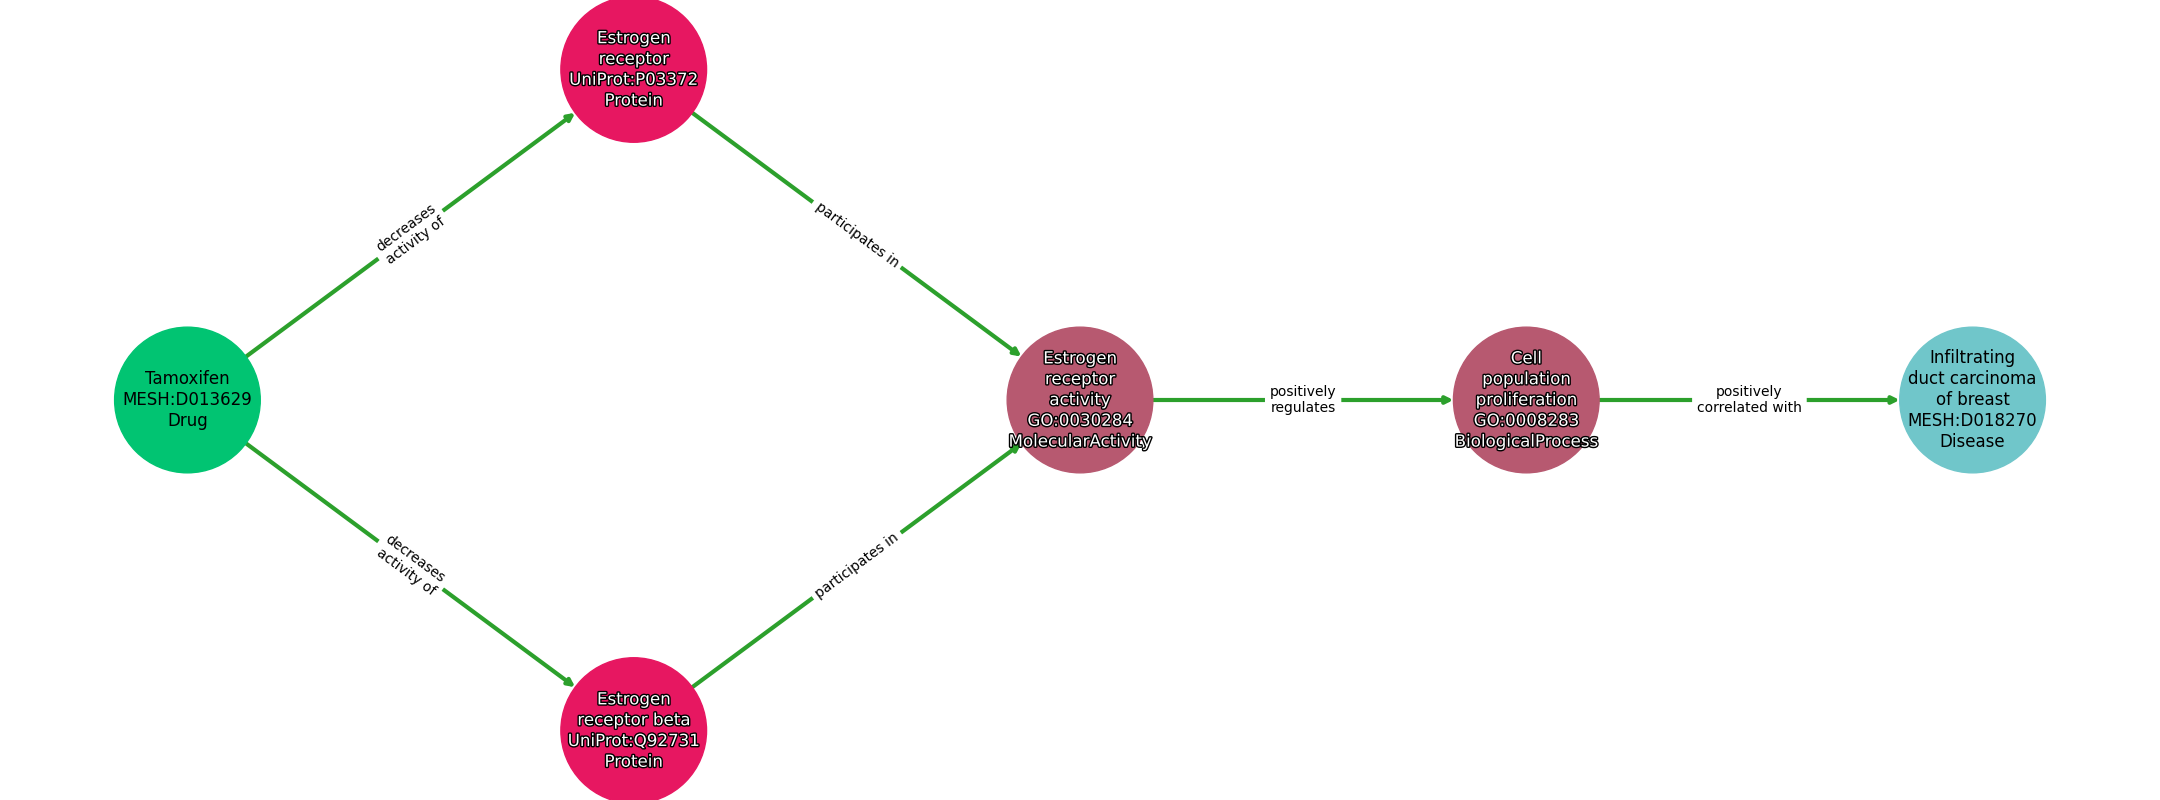 Estrogen
receptor
UniProt:P03372
Protein
decreases
activity of
participates in
Tamoxifen
MESH:D013629
Drug
Estrogen
receptor
activity
GO:0030284
MolecularActivity
positively
regulates
Cell
population
proliferation
GO:0008283
BiologicalProcess
positively
correlated with
Infiltrating
duct carcinoma
of breast
MESH:D018270
Disease
decreases
activity of
participates in
Estrogen
receptor beta
UniProt:Q92731
Protein